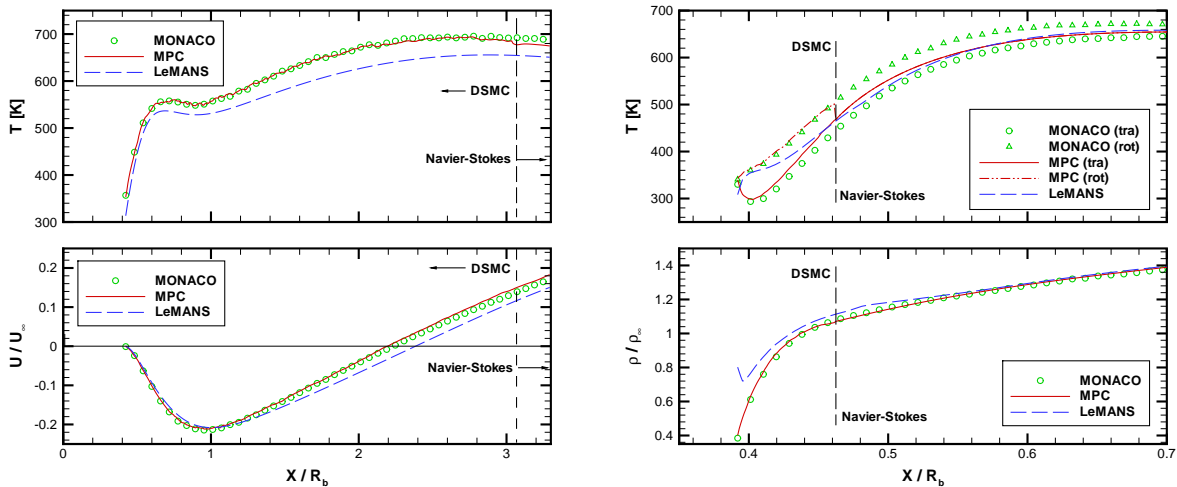 T [K]
700
600
500
400
300
MONACO
MPC
LeMANS
DSMC
Navier-Stokes
U / U∞
0.2
0.1
0
-0.1
-0.2
MONACO
MPC
LeMANS
DSMC
Navier-Stokes
0
1
2
3
X / R_b
T [K]
700
600
500
400
300
DSMC
Navier-Stokes
MONACO (tra)
MONACO (rot)
MPC (tra)
MPC (rot)
LeMANS
ρ / ρ∞
1.4
1.2
1
0.8
0.6
0.4
DSMC
Navier-Stokes
MONACO
MPC
LeMANS
0.4
0.5
0.6
0.7
X / R_b